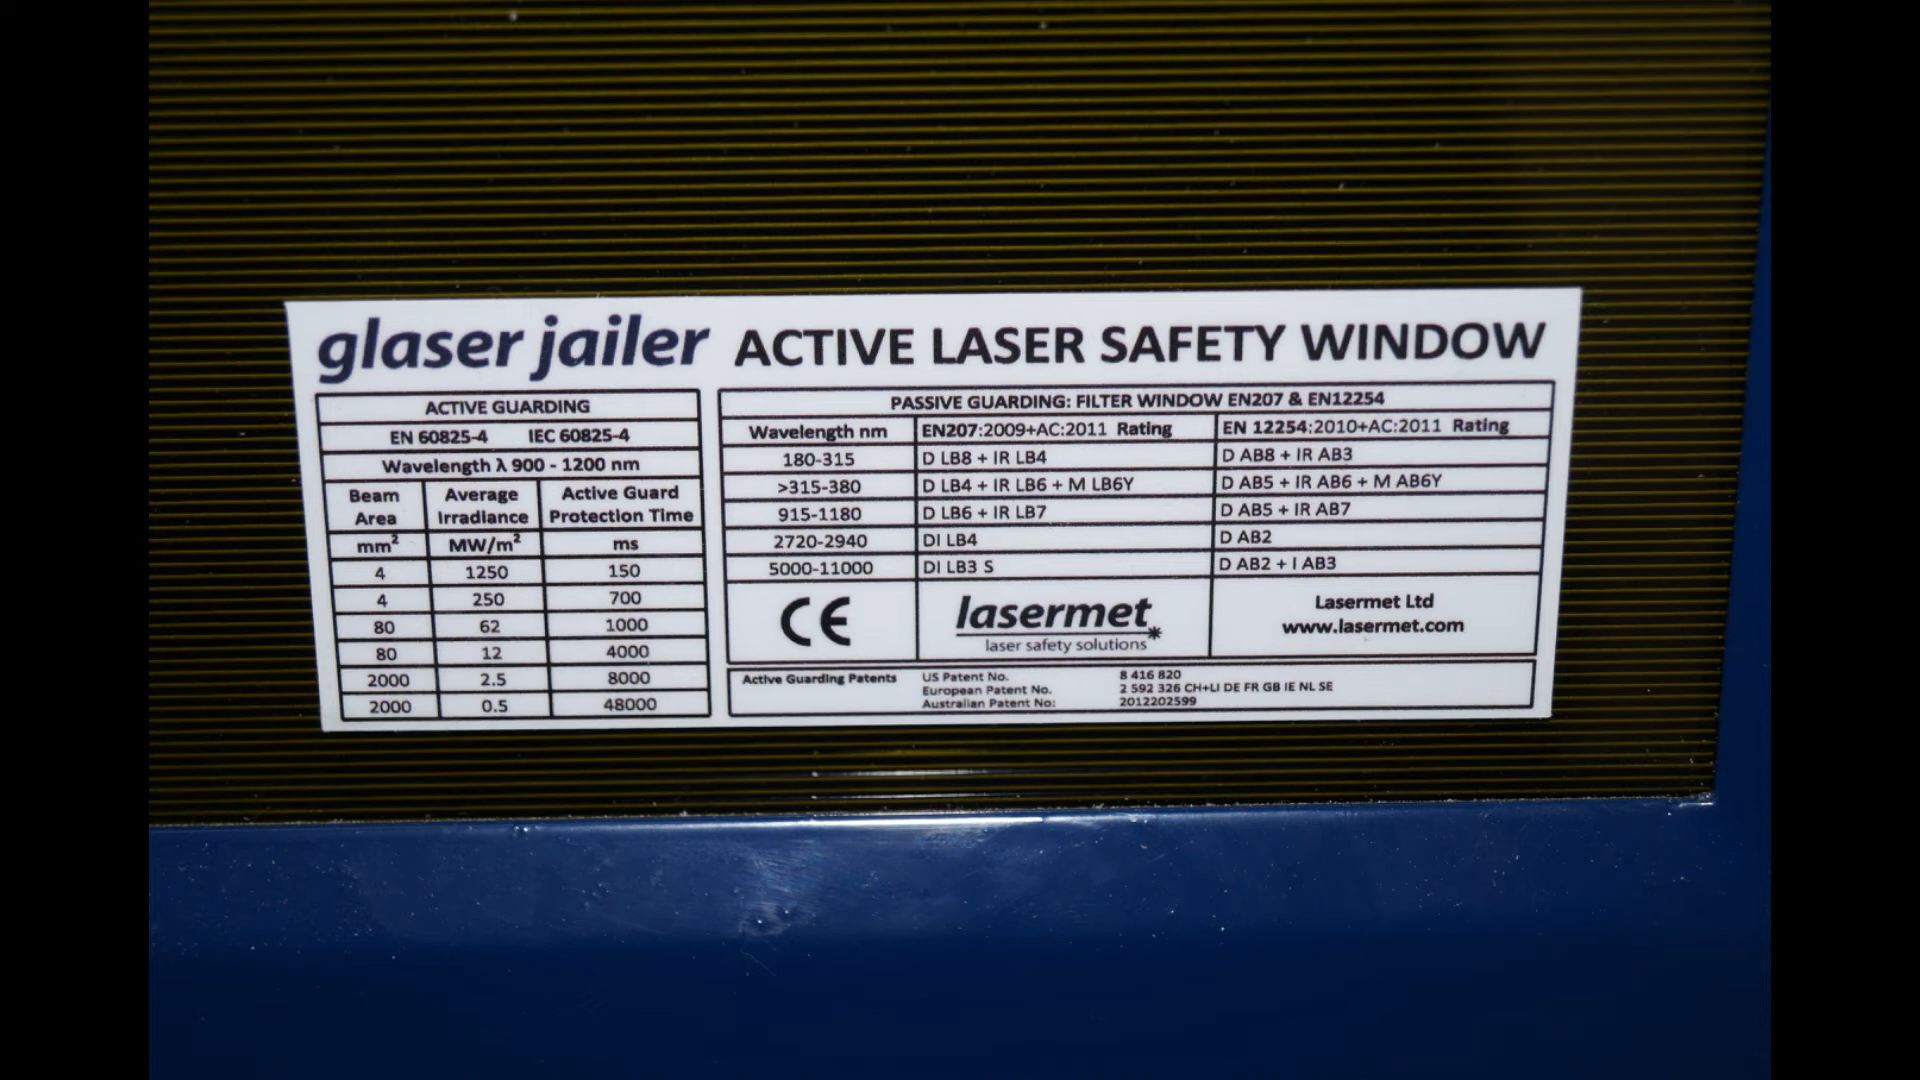 glaser jailer ACTIVE LASER SAFETY WINDOW
ACTIVE GUARDING
EN 60825-4 IEC 60825-4
Wavelength λ 900 - 1200 nm
Beam Area Average Irradiance Active Guard Protection Time
mm² MW/m² ms
4 1250 150
4 250 700
80 62 1000
80 12 4000
2000 2.5 8000
2000 0.5 48000
PASSIVE GUARDING: FILTER WINDOW EN207 & EN12254
Wavelength nm EN207:2009+AC:2011 Rating EN 12254:2010+AC:2011 Rating
180-315 D LB8 + IR LB4 D AB8 + IR AB3
>315-380 D LB4 + IR LB6 + M LB6Y D AB5 + IR AB6 + M AB6Y
915-1180 D LB6 + IR LB7 D AB5 + IR AB7
2720-2940 DI LB4 D AB2
5000-11000 DI LB3 S D AB2 + I AB3
CE
lasermet
laser safety solutions
Lasermet Ltd
www.lasermet.com
Active Guarding Patents US Patent No. 8 416 820
European Patent No. 2 592 326 CH+LI DE FR GB IE NL SE
Australian Patent No: 2012202599